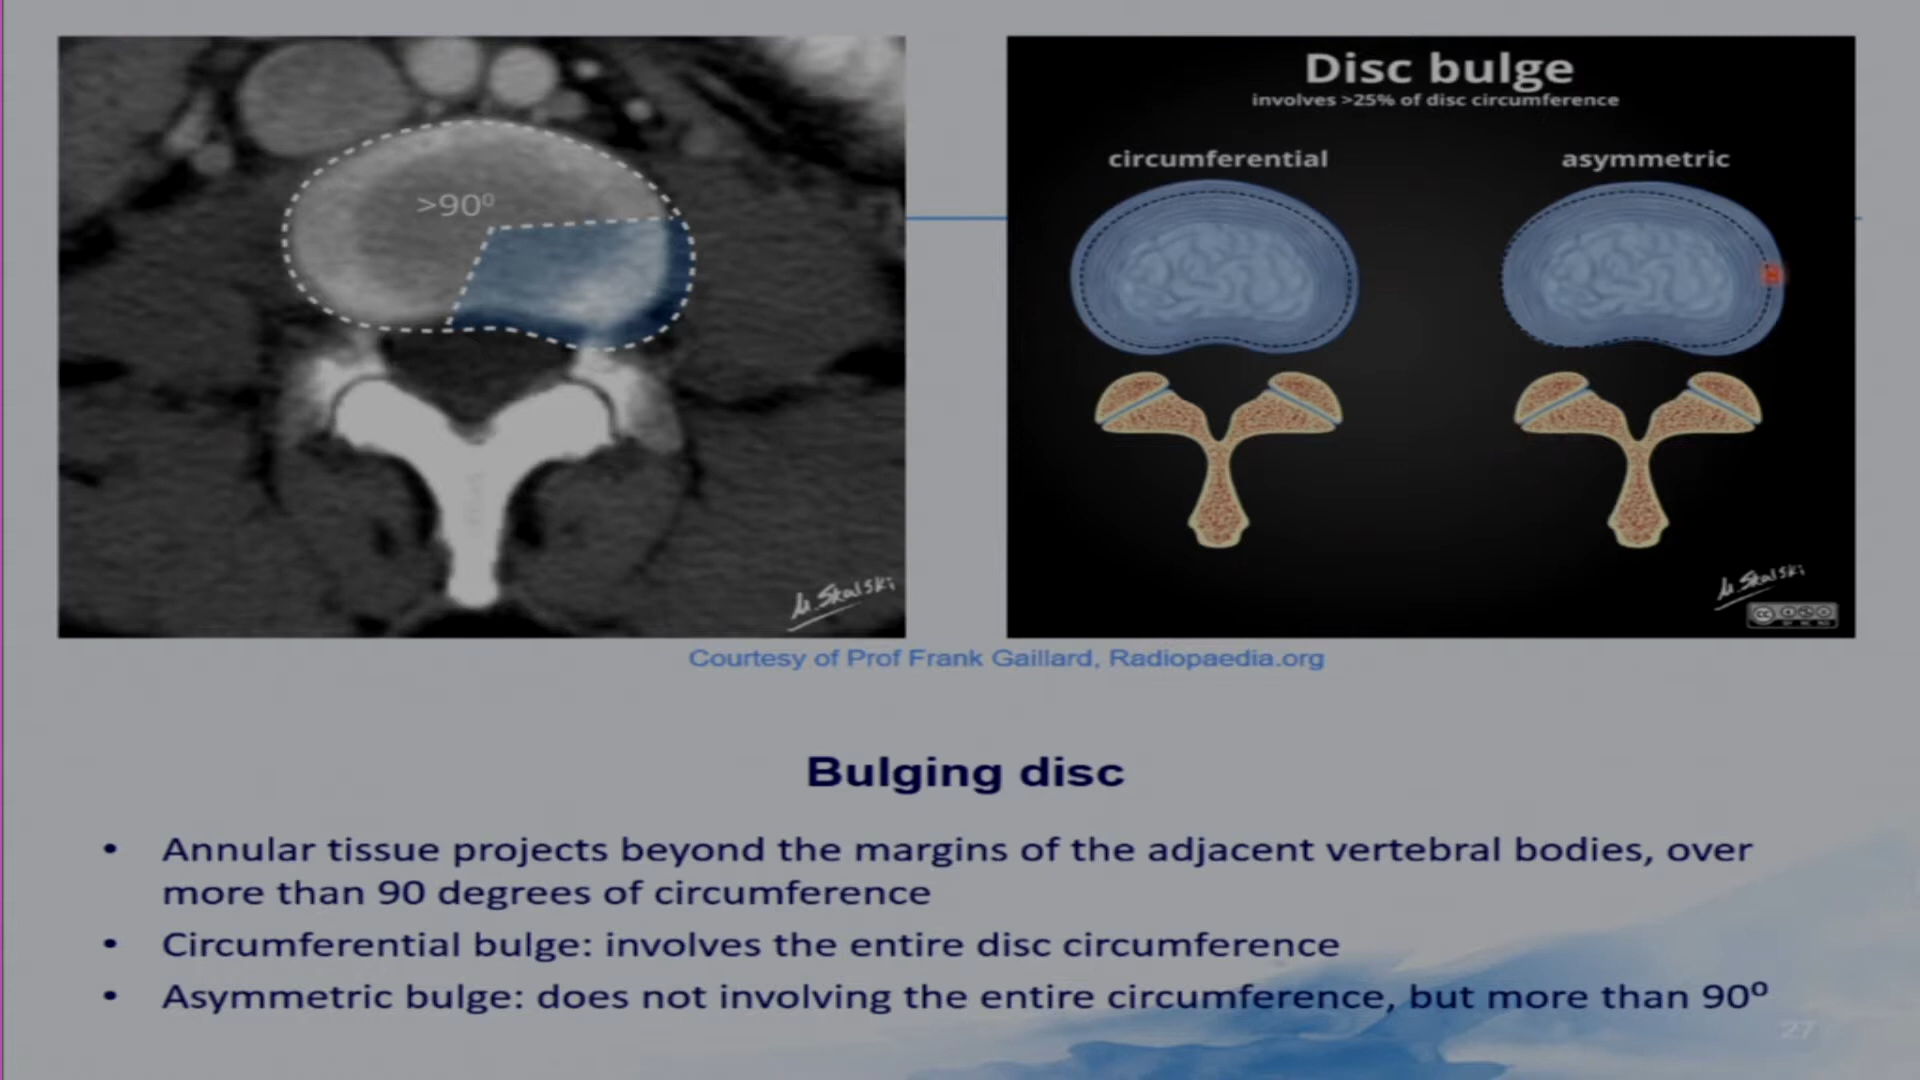 >90⁰
M.Skalski
Disc bulge
involves >25% of disc circumference
circumferential
asymmetric
M.Skalski
cc
Courtesy of Prof Frank Gaillard, Radiopaedia.org
Bulging disc
• Annular tissue projects beyond the margins of the adjacent vertebral bodies, over
more than 90 degrees of circumference
• Circumferential bulge: involves the entire disc circumference
• Asymmetric bulge: does not involving the entire circumference, but more than 90⁰
27